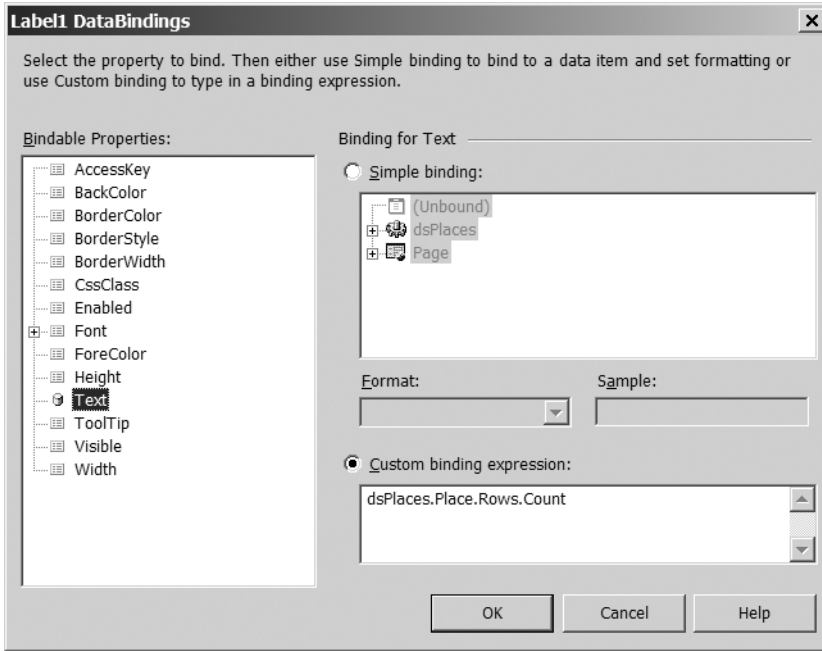 Label1 DataBindings
Select the property to bind. Then either use Simple binding to bind to a data item and set formatting or
use Custom binding to type in a binding expression.
Bindable Properties:
AccessKey
BackColor
BorderColor
BorderStyle
BorderWidth
CssClass
Enabled
Font
ForeColor
Height
Text
ToolTip
Visible
Width
Binding for Text
Simple binding:
(Unbound)
dsPlaces
Page
Format:
Sample:
Custom binding expression:
dsPlaces.Place.Rows.Count
OK
Cancel
Help